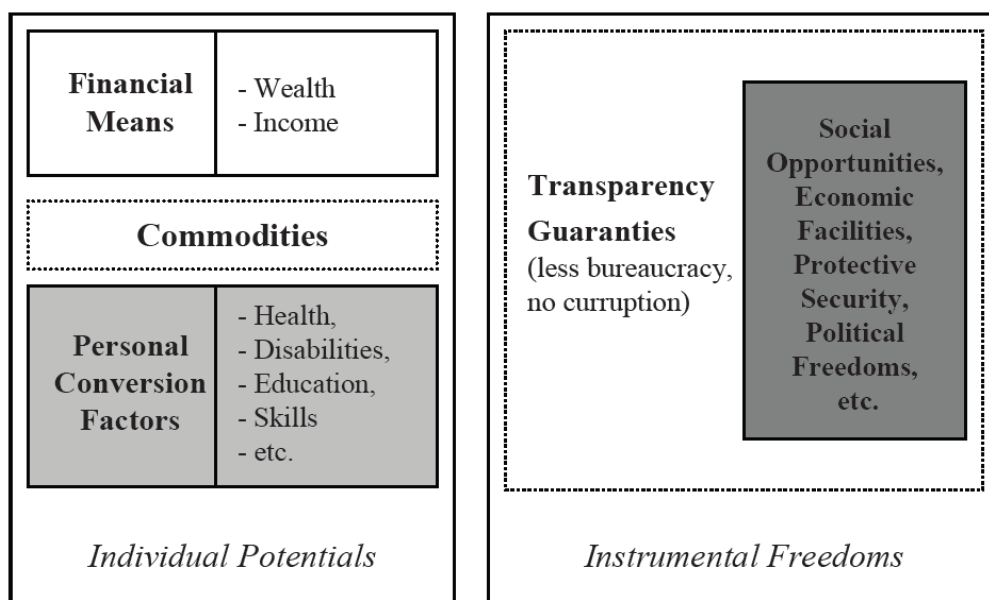 Financial
Means
- Wealth
- Income
Commodities
Personal
Conversion
Factors
- Health,
- Disabilities,
- Education,
- Skills
- etc.
Individual Potentials
Transparency
Guaranties
(less bureaucracy,
no curruption)
Social
Opportunities,
Economic
Facilities,
Protective
Security,
Political
Freedoms,
etc.
Instrumental Freedoms